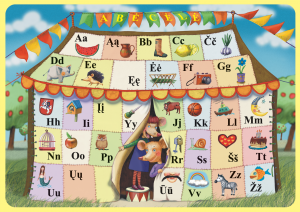 ABĖCĖLĖ
Aa Ąą Bb Cc Čč
Dd Ee Ęę Ėė Ff Gg
Hh Ii Įį Yy Jj Kk Ll Mm
Nn Oo Pp Rr Ss Šš Tt
Uu Ųų Ūū Vv Zz Žž